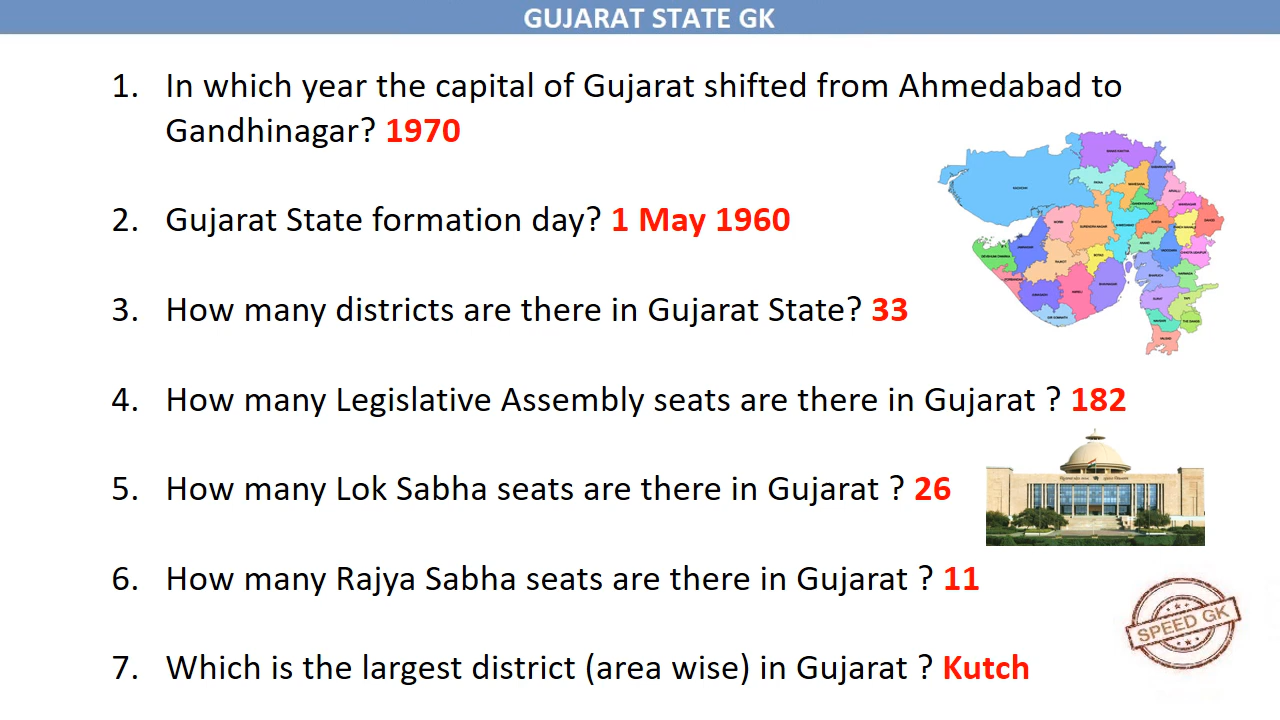 GUJARAT STATE GK
1. In which year the capital of Gujarat shifted from Ahmedabad to
Gandhinagar? 1970
2. Gujarat State formation day? 1 May 1960
3. How many districts are there in Gujarat State? 33
4. How many Legislative Assembly seats are there in Gujarat ? 182
5. How many Lok Sabha seats are there in Gujarat ? 26
6. How many Rajya Sabha seats are there in Gujarat ? 11
SPEED GK
7. Which is the largest district (area wise) in Gujarat ? Kutch